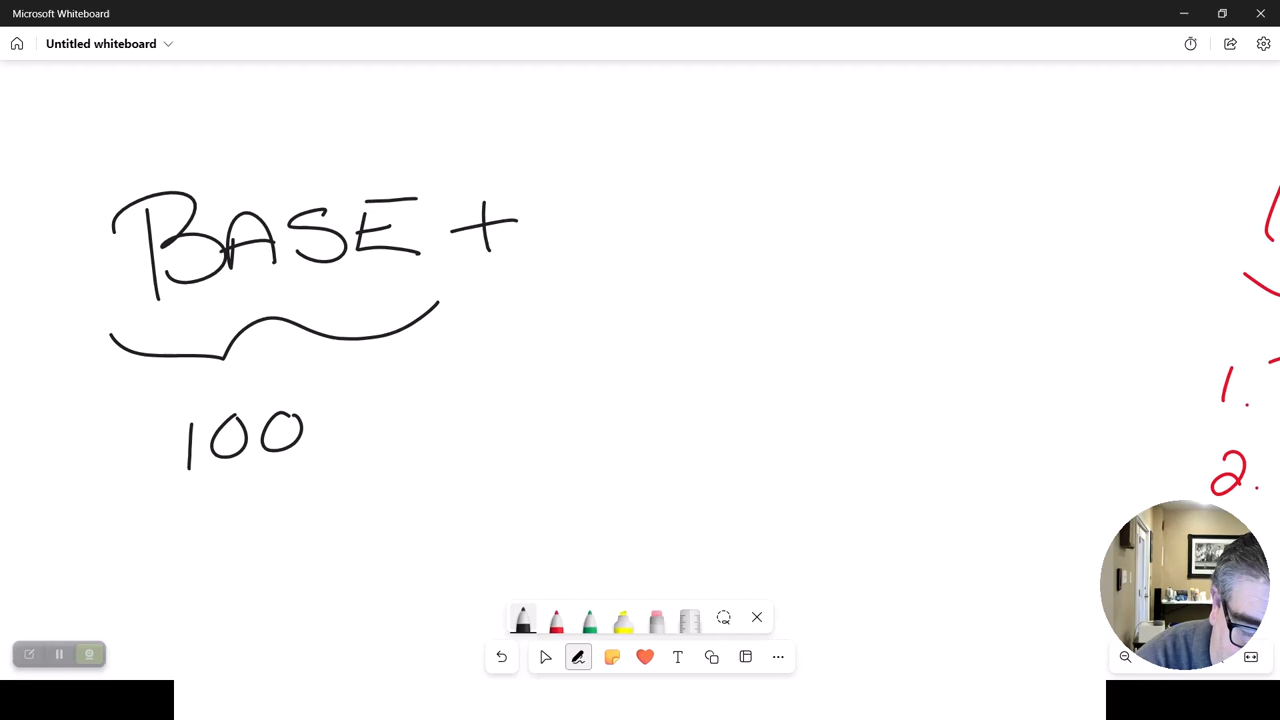 Microsoft Whiteboard
Untitled whiteboard
BASE +
100
1.
2.
T